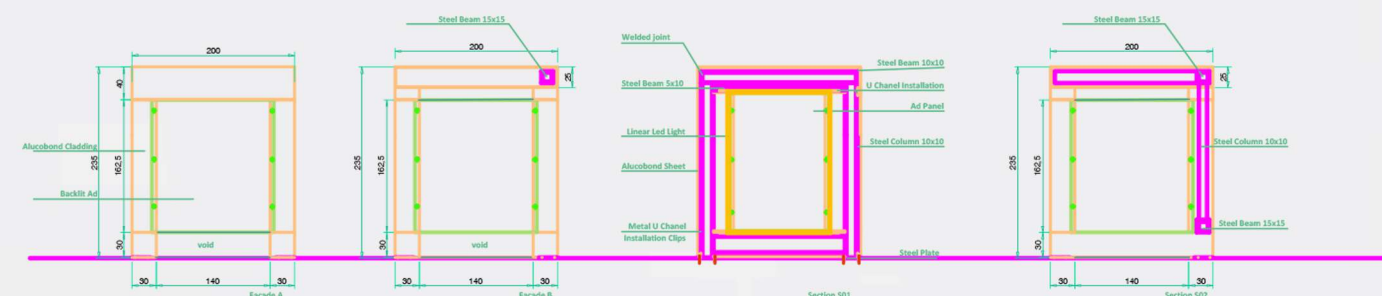 Steel Beam 15x15
200
40
235
162,5
30
Alucobond Cladding
Backlit Ad
void
30
140
30
Facade A
200
25
235
162,5
30
void
30
140
30
Facade B
Welded Joint
Steel Beam 10x10
Steel Beam 5x10
U Chanel Installation
Ad Panel
Linear Led Light
Steel Column 10x10
Alucobond Sheet
Metal U Chanel
Installation Clips
Steel Plate
Section S01
Steel Beam 15x15
200
25
235
162,5
Steel Column 10x10
Steel Beam 15x15
30
30
140
30
Section S02